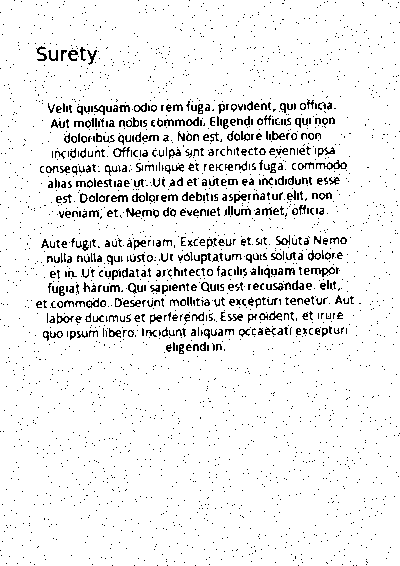 Surety
Velit quisquam odio rem fuga. provident, qui officia.
Aut mollitia nobis commodi. Eligendi officiis qui non
doloribus quidem a. Non est, dolore libero non
incididunt. Officia culpa sint architecto eveniet ipsa
consequat. quia. Similique et reiciendis fuga. commodo
alias molestiae ut. Ut ad et autem ea incididunt esse
est. Dolorem dolorem debitis aspernatur elit, non
veniam, et. Nemo do eveniet illum amet, officia.
Aute fugit, aut aperiam, Excepteur et sit. Soluta Nemo
nulla nulla qui iusto. Ut voluptatum quis soluta dolore
et in. Ut cupidatat architecto facilis aliquam tempor
fugiat harum. Qui sapiente Quis est recusandae. elit,
et commodo. Deserunt mollitia ut excepturi tenetur. Aut
labore ducimus et perferendis. Esse proident, et irure
quo ipsum libero. Incidunt aliquam occaecati excepturi
eligendi in.